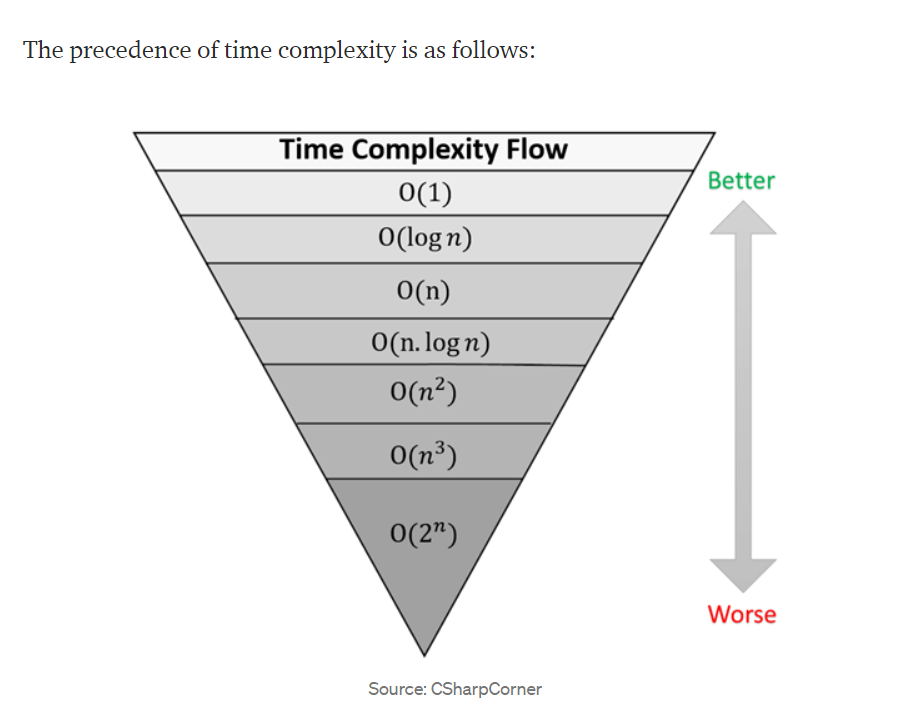 The precedence of time complexity is as follows:
Time Complexity Flow
Better
O(1)
O(log n)
O(n)
O(n. log n)
O(n²)
O(n³)
O(2ⁿ)
Worse
Source: CSharpCorner